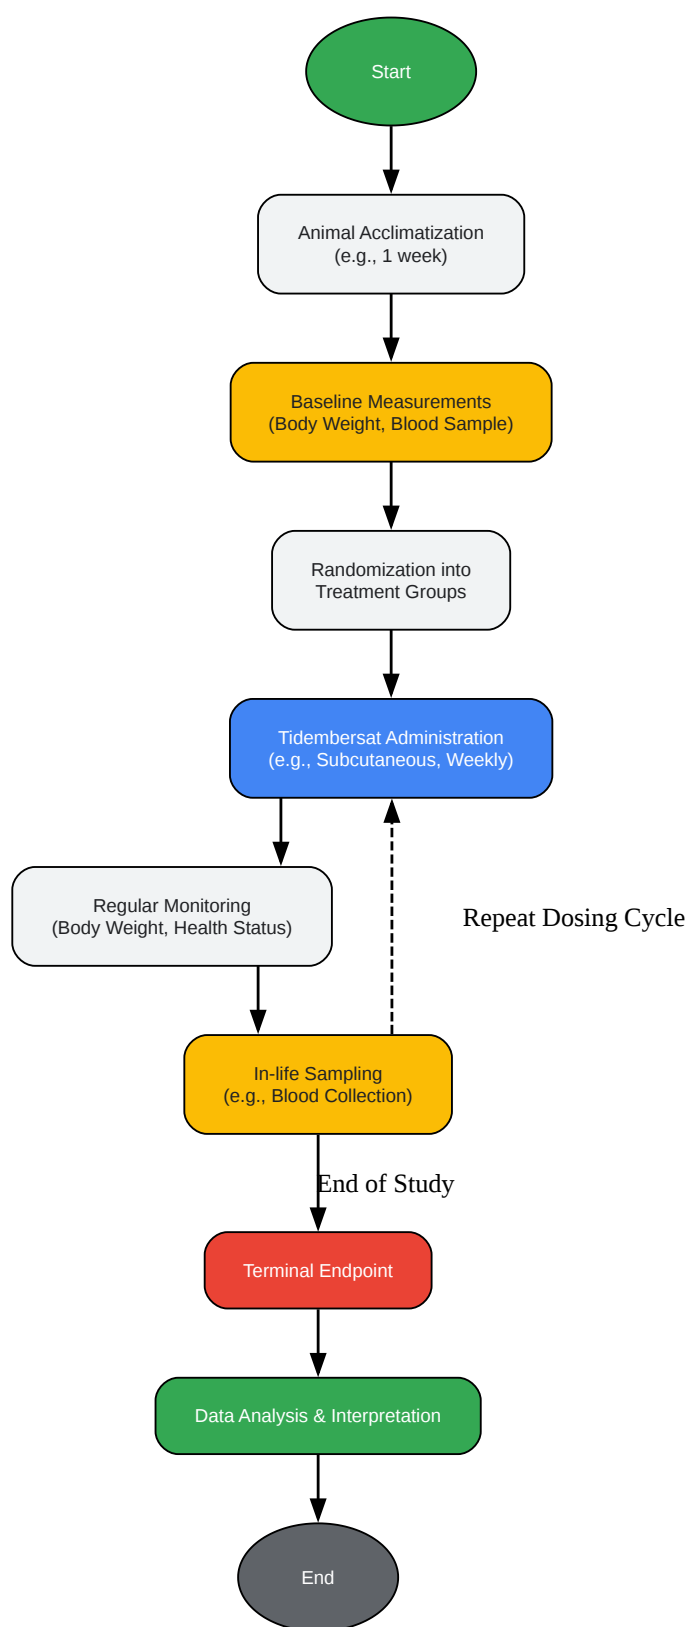 Start
Animal Acclimatization
(e.g., 1 week)
Baseline Measurements
(Body Weight, Blood Sample)
Randomization into
Treatment Groups
Tidembersat Administration
(e.g., Subcutaneous, Weekly)
Regular Monitoring
(Body Weight, Health Status)
Repeat Dosing Cycle
In-life Sampling
(e.g., Blood Collection)
End of Study
Terminal Endpoint
Data Analysis & Interpretation
End